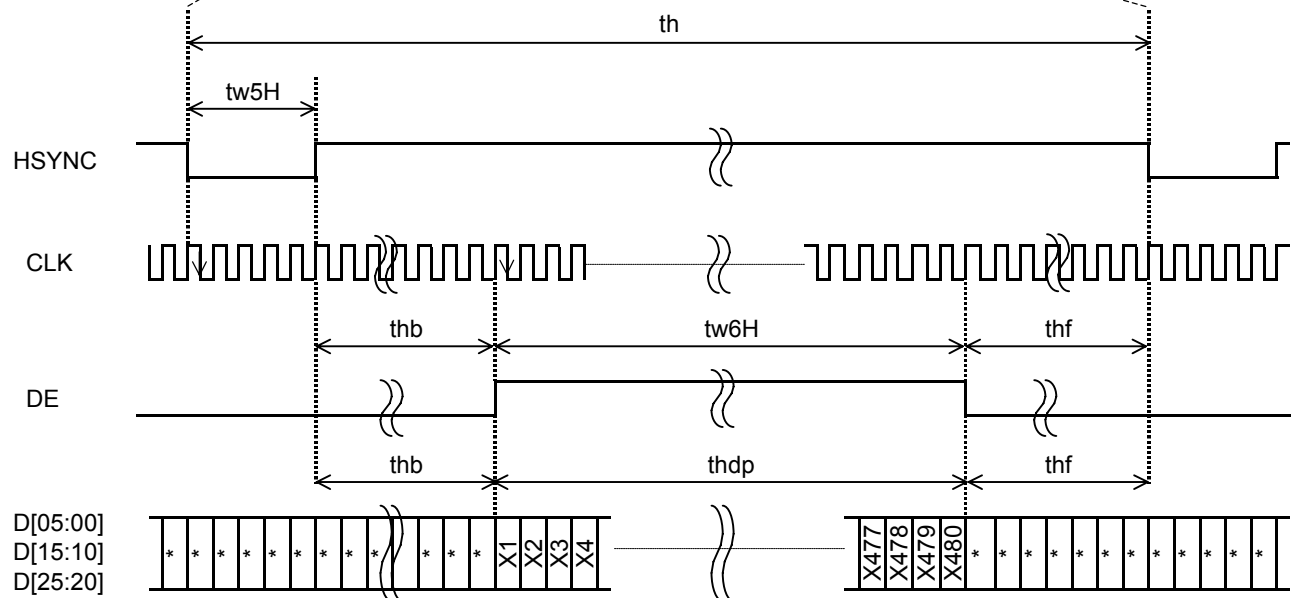 th
tw5H
HSYNC
CLK
thb tw6H thf
DE
thb thdp thf
D[05:00]
D[15:10]
D[25:20]
* * * * * * * * * * * * X1 X2 X3 X4 X477 X478 X479 X480 * * * * * * * * * * * *